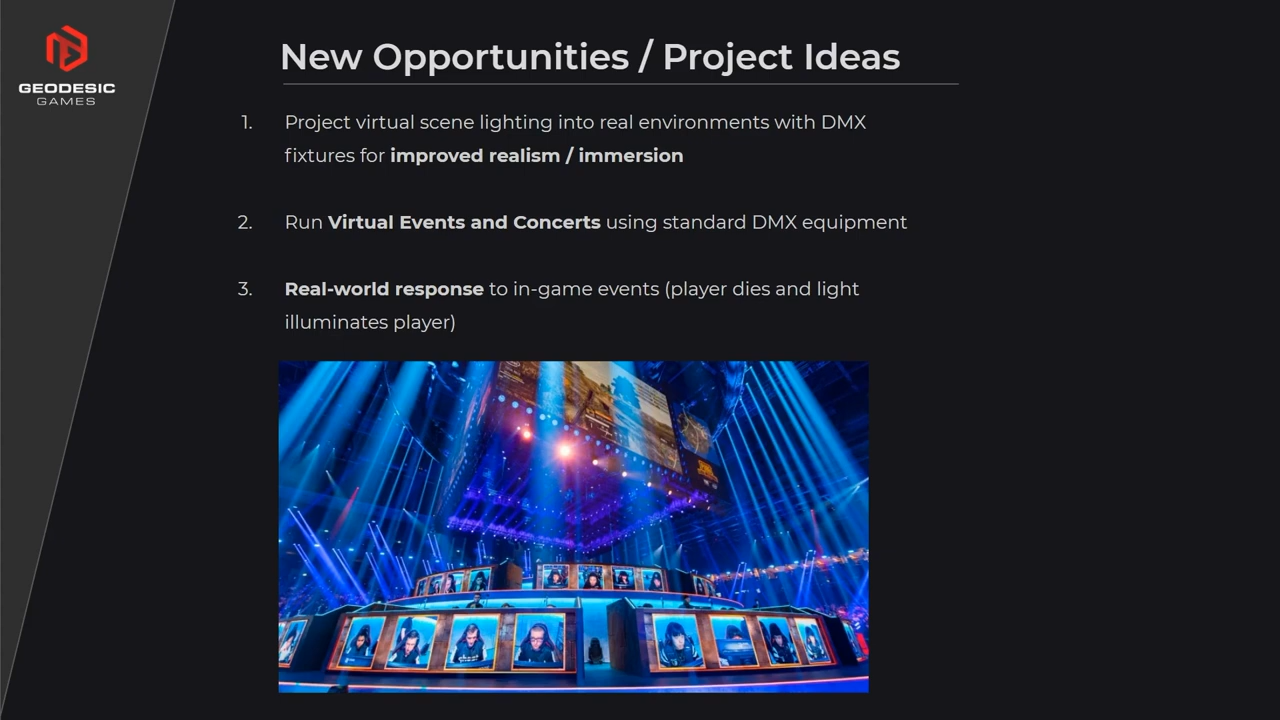 GEODESIC
GAMES
New Opportunities / Project Ideas
1. Project virtual scene lighting into real environments with DMX
fixtures for improved realism / immersion
2. Run Virtual Events and Concerts using standard DMX equipment
3. Real-world response to in-game events (player dies and light
illuminates player)